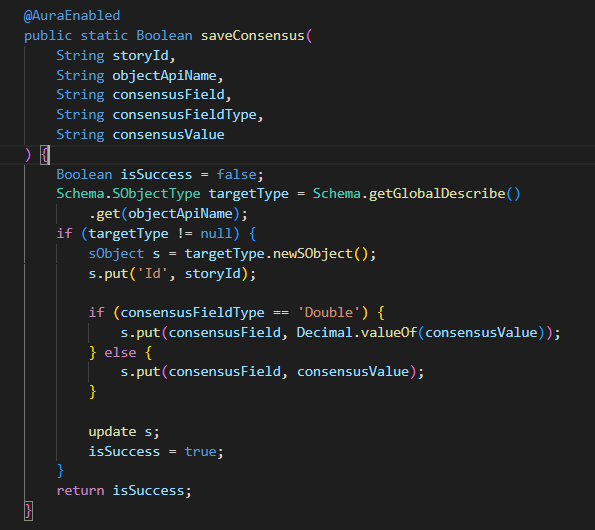 @AuraEnabled
public static Boolean saveConsensus(
    String storyId,
    String objectApiName,
    String consensusField,
    String consensusFieldType,
    String consensusValue
) {
    Boolean isSuccess = false;
    Schema.SObjectType targetType = Schema.getGlobalDescribe()
        .get(objectApiName);
    if (targetType != null) {
        sObject s = targetType.newSObject();
        s.put('Id', storyId);

        if (consensusFieldType == 'Double') {
            s.put(consensusField, Decimal.valueOf(consensusValue));
        } else {
            s.put(consensusField, consensusValue);
        }

        update s;
        isSuccess = true;
    }
    return isSuccess;
}